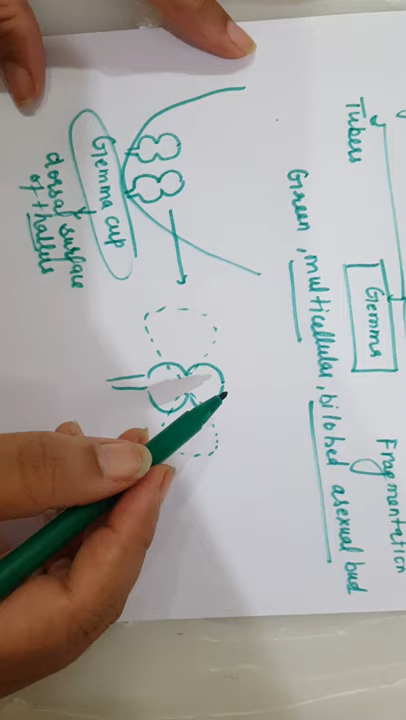 Tubers
Gemma
Fragmentation
Green, multicellular, bilobed asexual bud
Gemma cup
dorsal surface
of thallus